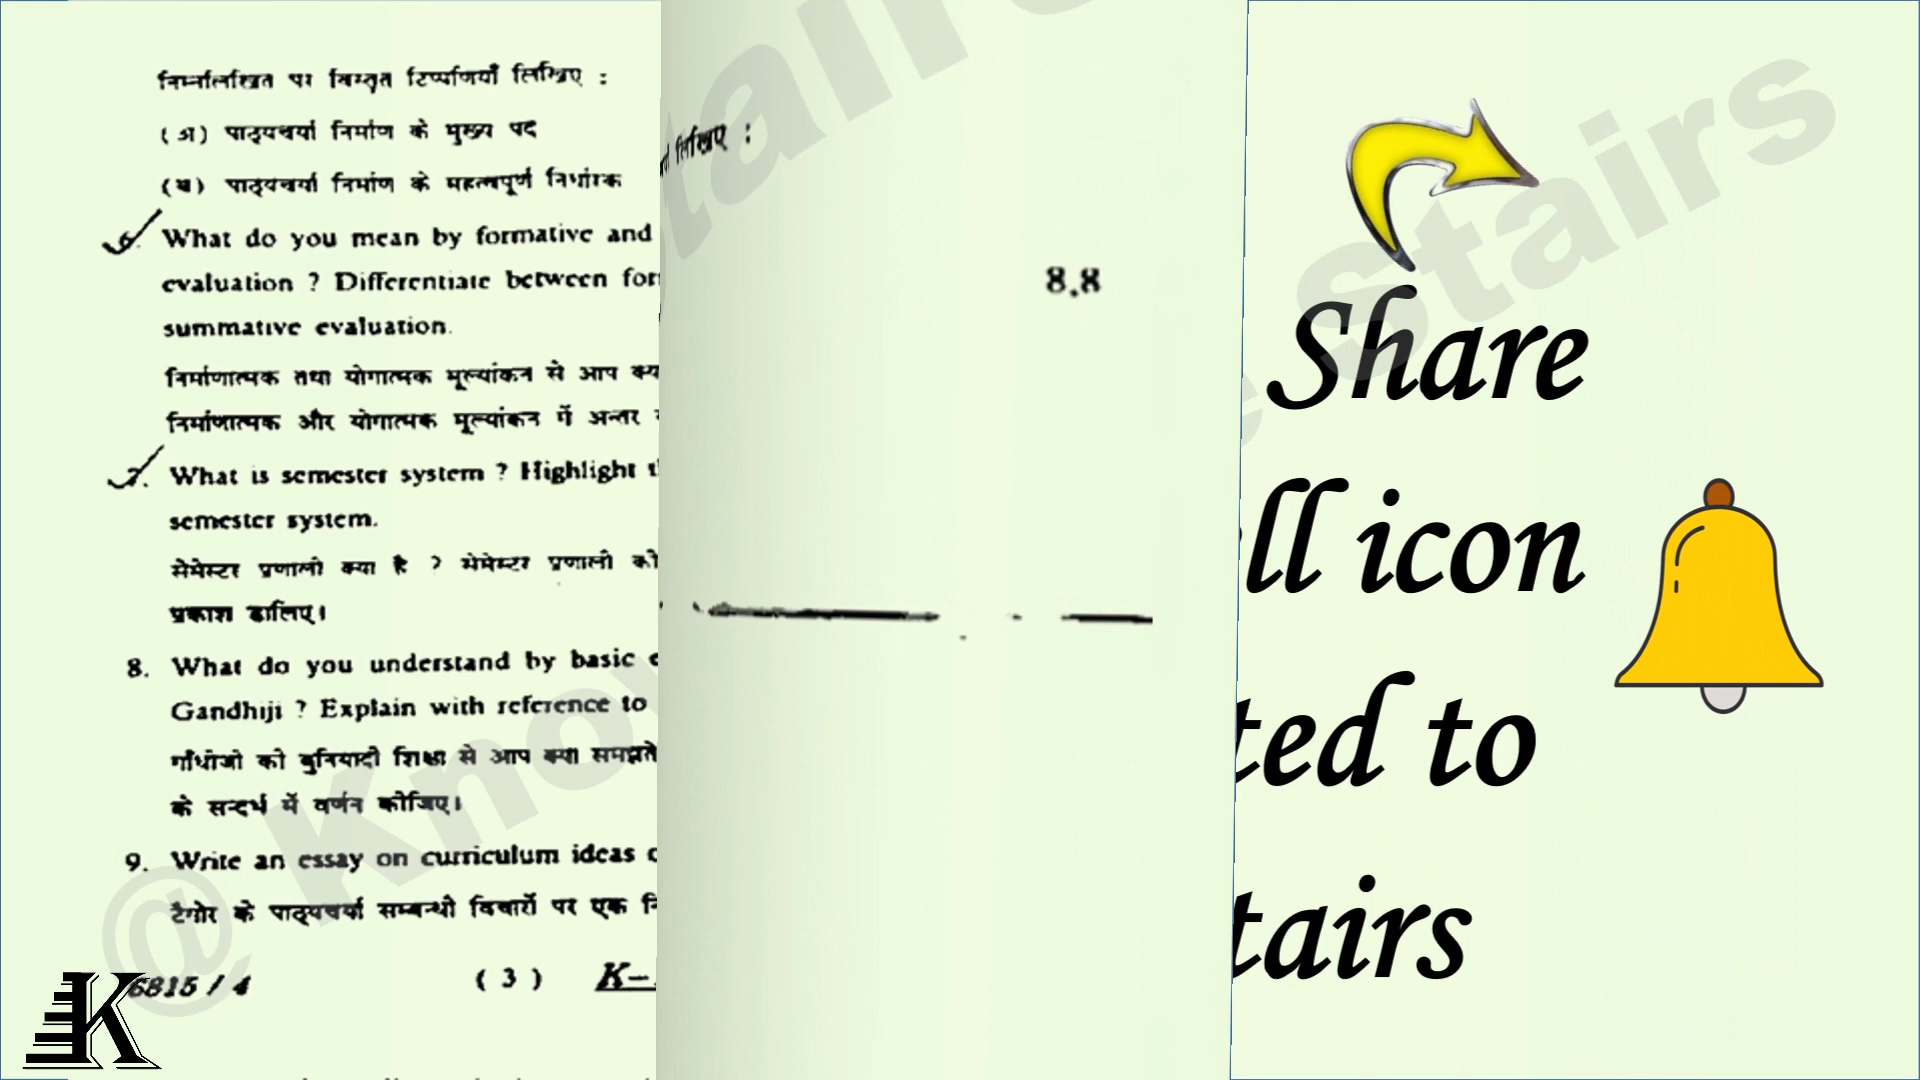 निम्नलिखित पर विस्तृत टिप्पणियाँ लिखिए :
(अ) पाठ्यचर्या निर्माण के मुख्य पद
(ब) पाठ्यचर्या निर्माण के महत्वपूर्ण निर्धारक
6. What do you mean by formative and
evaluation ? Differentiate between for
summative evaluation.
निर्माणात्मक तथा योगात्मक मूल्यांकन से आप क्य
निर्माणात्मक और योगात्मक मूल्यांकन में अन्तर
7. What is semester system ? Highlight t
semester system.
सेमेस्टर प्रणाली क्या है ? सेमेस्टर प्रणाली को
प्रकाश डालिए।
8. What do you understand by basic e
Gandhiji ? Explain with reference to
गाँधीजी की बुनियादी शिक्षा से आप क्या समझते
के सन्दर्भ में वर्णन कीजिए।
9. Write an essay on curriculum ideas o
टैगोर के पाठ्यचर्या सम्बन्धी विचारों पर एक नि
6815 / 4 ( 3 ) K-
K
@ Kno
लिखिए :
8.8
tairs
Share
ll icon
ted to
tairs
e Stairs